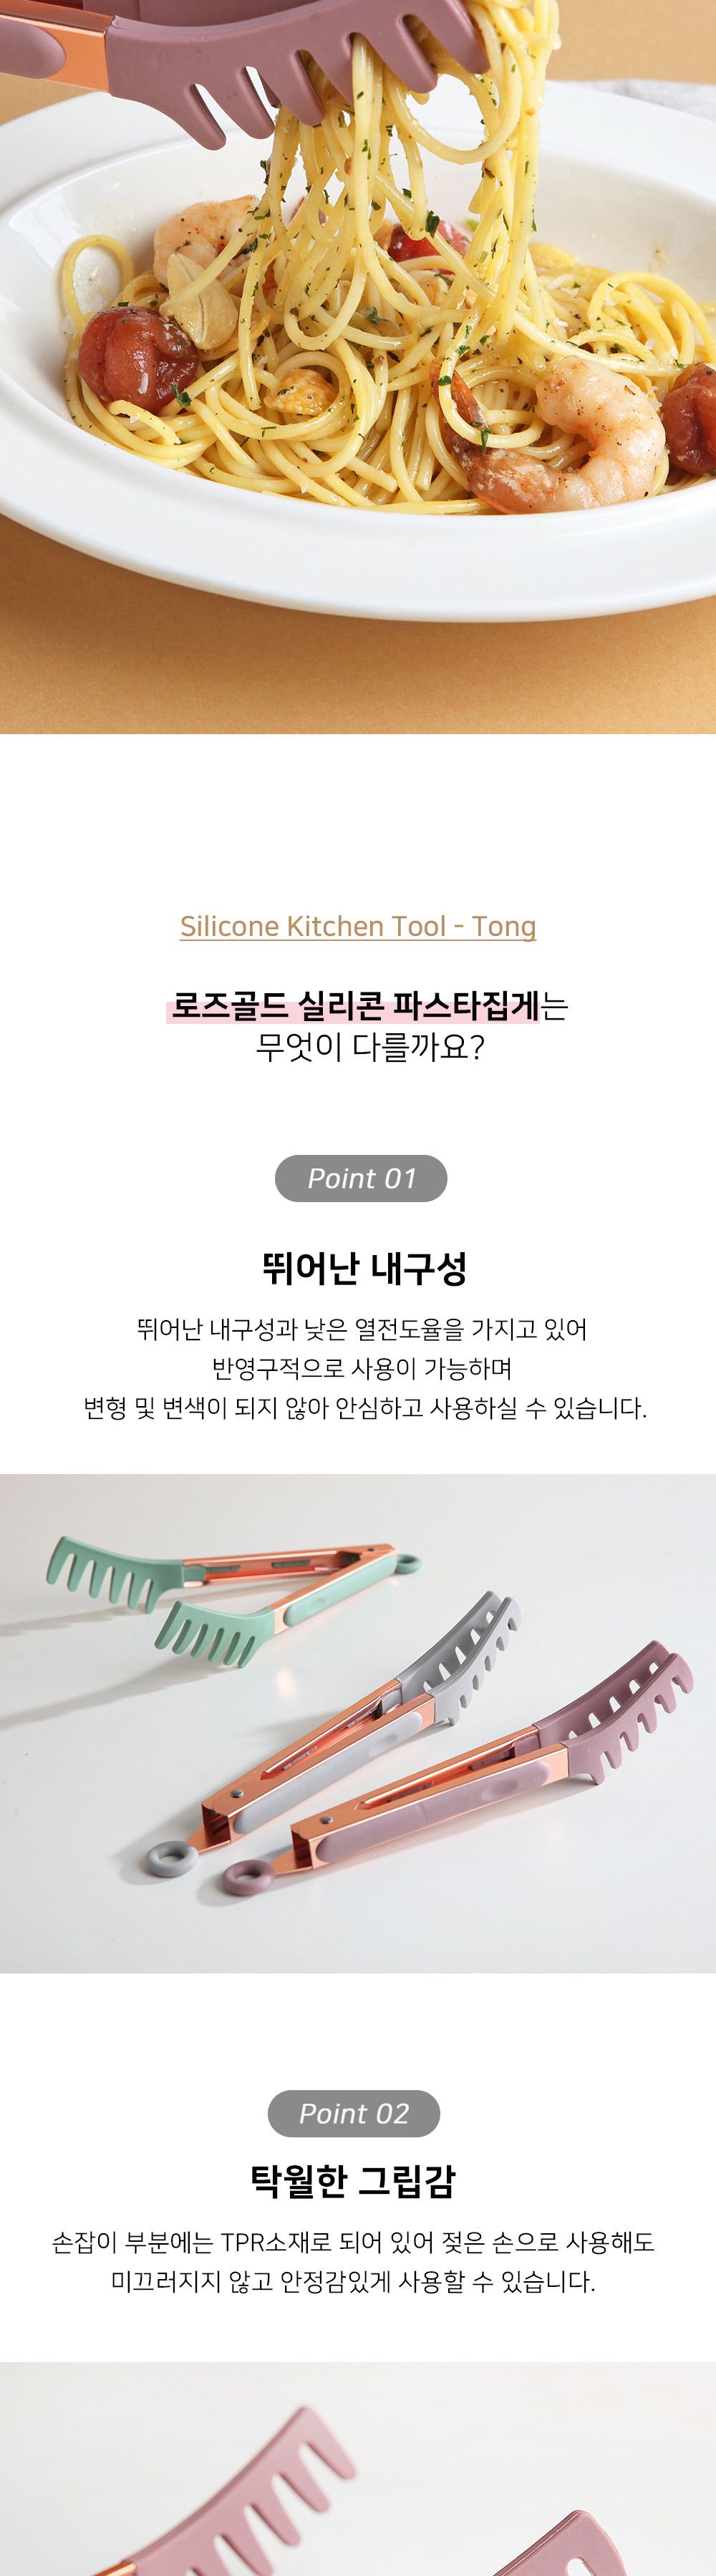 Silicone Kitchen Tool - Tong
로즈골드 실리콘 파스타집게는
무엇이 다를까요?
Point 01
뛰어난 내구성
뛰어난 내구성과 낮은 열전도율을 가지고 있어
반영구적으로 사용이 가능하며
변형 및 변색이 되지 않아 안심하고 사용하실 수 있습니다.
Point 02
탁월한 그립감
손잡이 부분에는 TPR소재로 되어 있어 젖은 손으로 사용해도
미끄러지지 않고 안정감있게 사용할 수 있습니다.